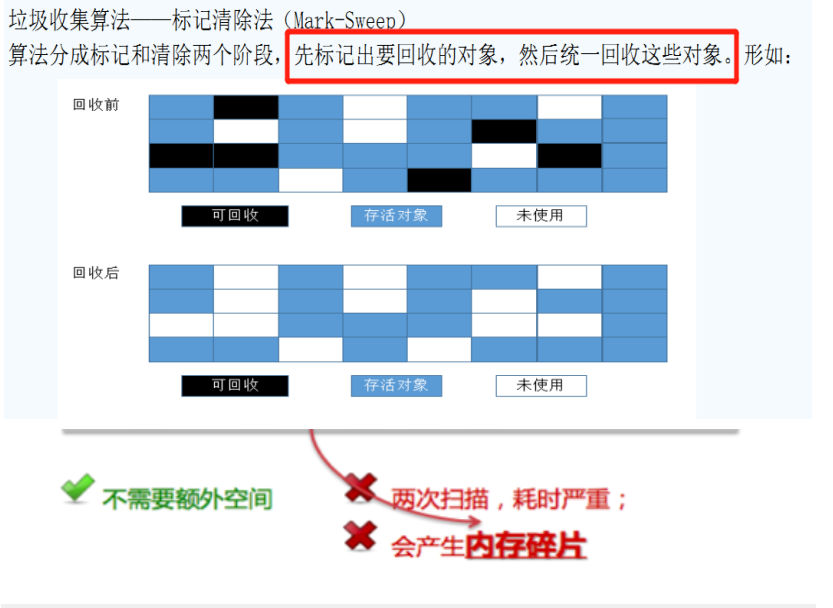 垃圾收集算法——标记清除法（Mark-Sweep）
算法分成标记和清除两个阶段，先标记出要回收的对象，然后统一回收这些对象。形如：
回收前
可回收 存活对象 未使用
回收后
可回收 存活对象 未使用
不需要额外空间 两次扫描，耗时严重；
会产生内存碎片